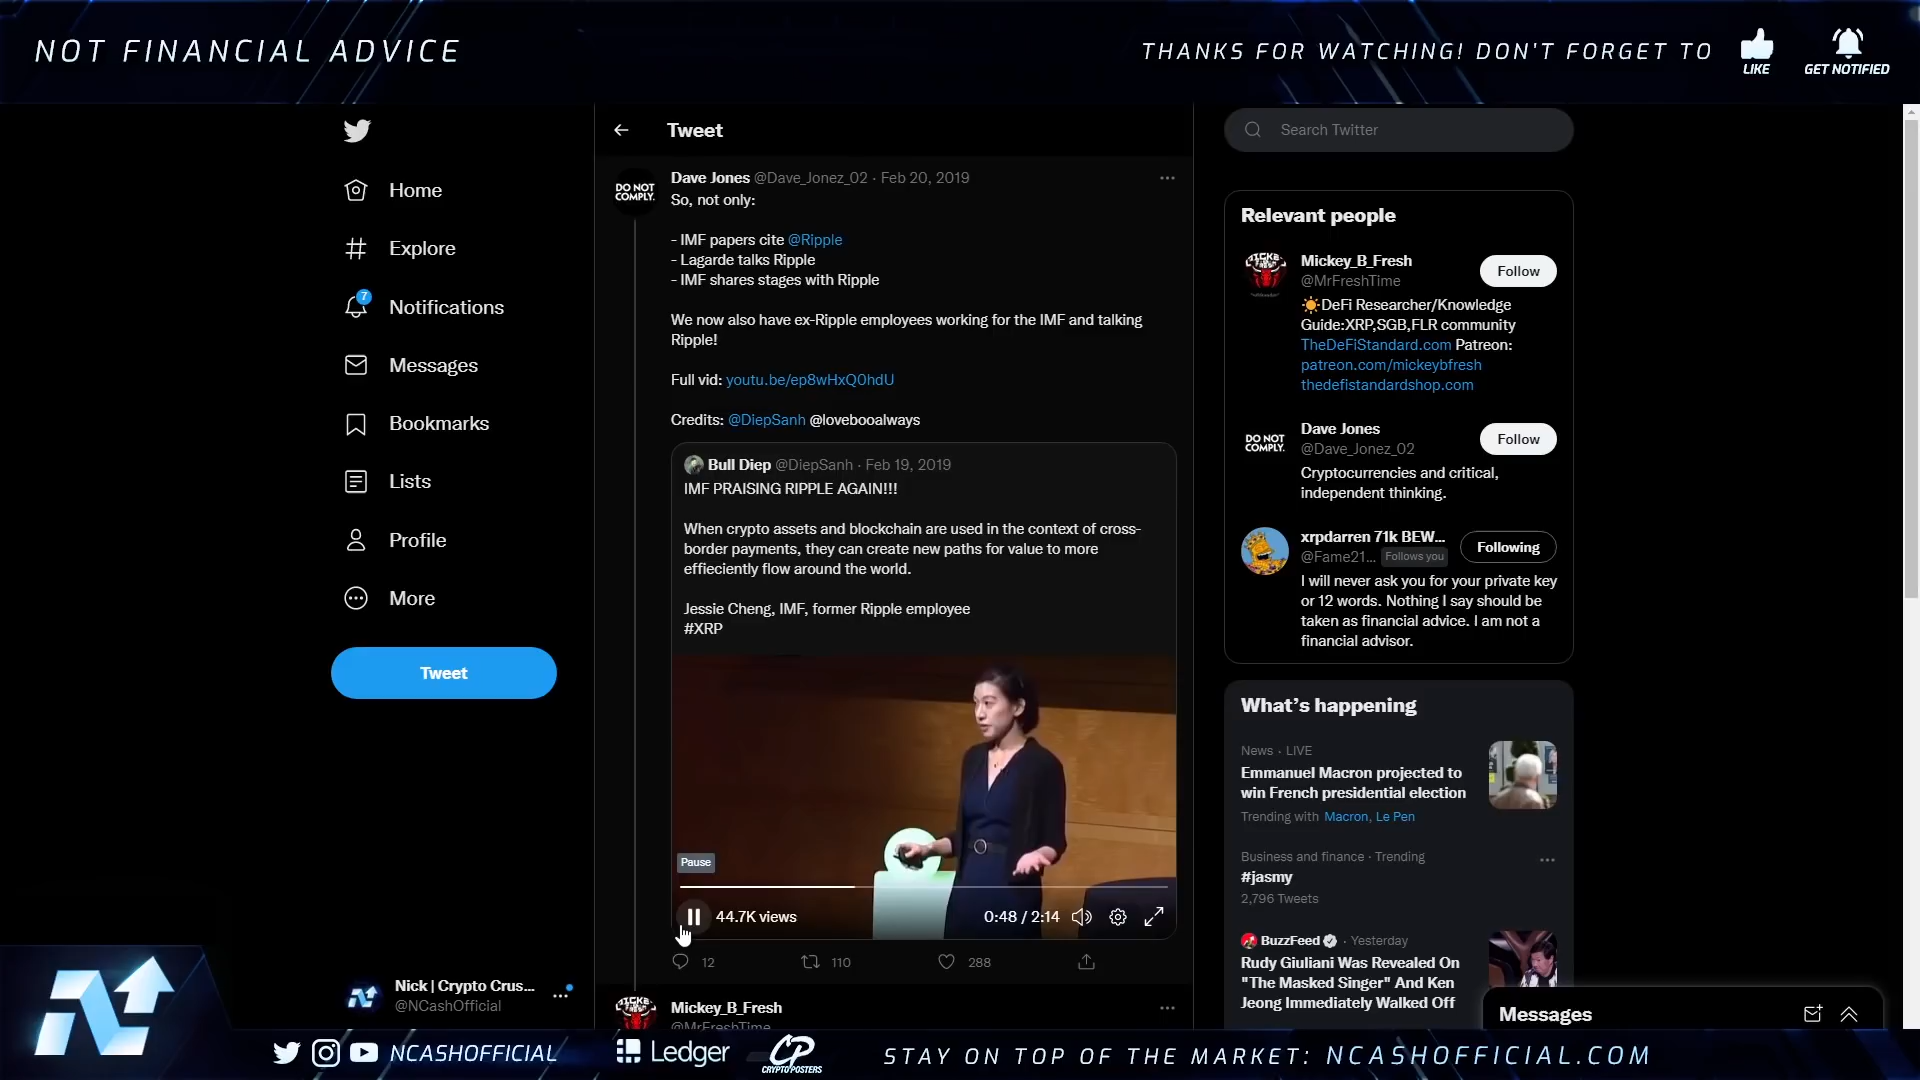 NOT FINANCIAL ADVICE
THANKS FOR WATCHING! DON'T FORGET TO
LIKE
GET NOTIFIED
Home
Explore
7
Notifications
Messages
Bookmarks
Lists
Profile
More
Tweet
Nick | Crypto Crus...
@NCashOfficial
Tweet
DO NOT
COMPLY.
Dave Jones @Dave_Jonez_02 · Feb 20, 2019
So, not only:
- IMF papers cite @Ripple
- Lagarde talks Ripple
- IMF shares stages with Ripple
We now also have ex-Ripple employees working for the IMF and talking
Ripple!
Full vid: youtu.be/ep8wHxQ0hdU
Credits: @DiepSanh @lovebooalways
Bull Diep @DiepSanh · Feb 19, 2019
IMF PRAISING RIPPLE AGAIN!!!
When crypto assets and blockchain are used in the context of cross-
border payments, they can create new paths for value to more
effieciently flow around the world.
Jessie Cheng, IMF, former Ripple employee
#XRP
Pause
44.7K views
0:48 / 2:14
12
110
288
Mickey_B_Fresh
@MrFreshTime
Search Twitter
Relevant people
Mickey_B_Fresh
@MrFreshTime
Follow
DeFi Researcher/Knowledge
Guide:XRP,SGB,FLR community
TheDeFiStandard.com Patreon:
patreon.com/mickeybfresh
thedefistandardshop.com
DO NOT
COMPLY.
Dave Jones
@Dave_Jonez_02
Follow
Cryptocurrencies and critical,
independent thinking.
xrpdarren 71k BEW...
@Fame21... Follows you
Following
I will never ask you for your private key
or 12 words. Nothing I say should be
taken as financial advice. I am not a
financial advisor.
What's happening
News · LIVE
Emmanuel Macron projected to
win French presidential election
Trending with Macron, Le Pen
Business and finance · Trending
#jasmy
2,796 Tweets
BuzzFeed · Yesterday
Rudy Giuliani Was Revealed On
"The Masked Singer" And Ken
Jeong Immediately Walked Off
Messages
NCASHOFFICIAL
Ledger
CP
CRYPTOPOSTERS
STAY ON TOP OF THE MARKET: NCASHOFFICIAL.COM